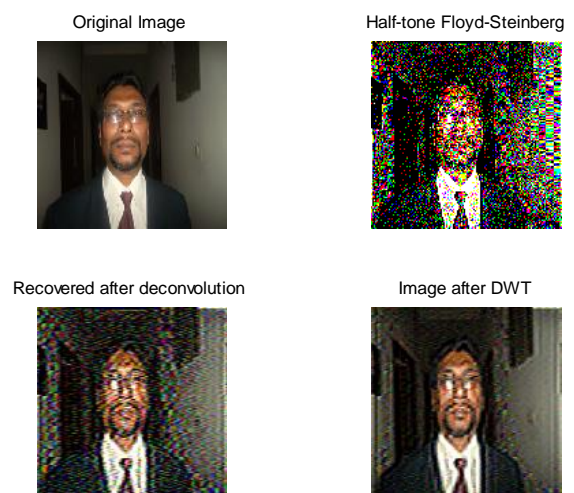 Original Image
Half-tone Floyd-Steinberg
Recovered after deconvolution
Image after DWT